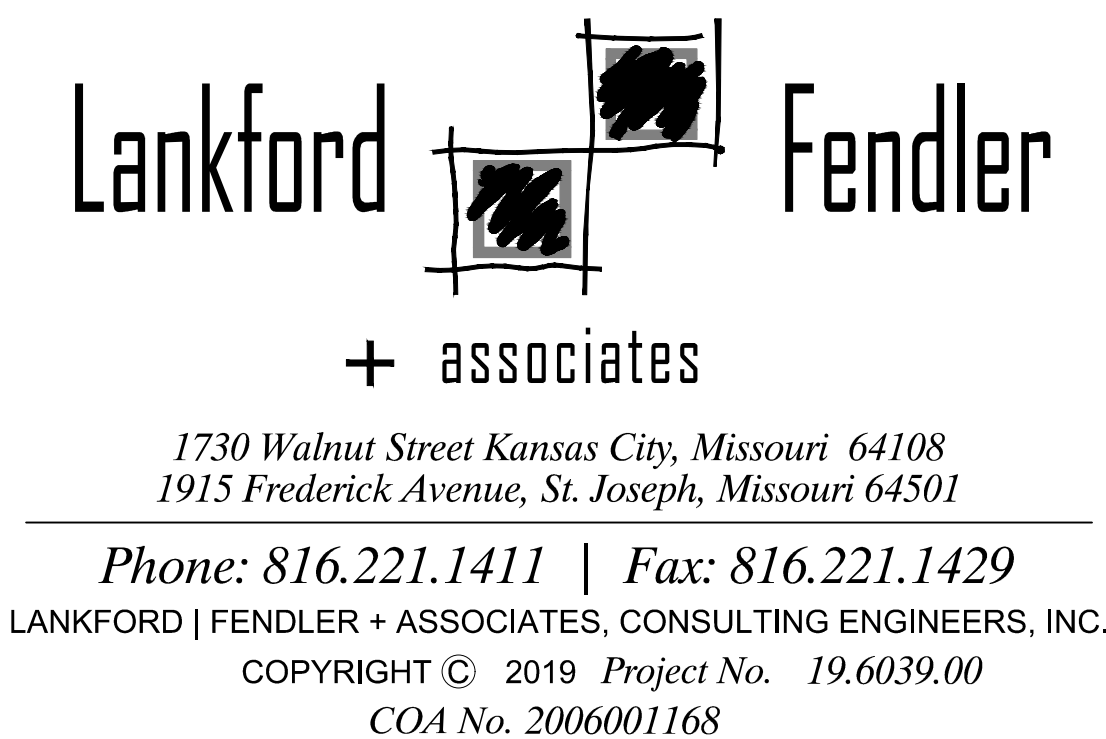 Lankford Fendler
+ associates
1730 Walnut Street Kansas City, Missouri 64108
1915 Frederick Avenue, St. Joseph, Missouri 64501
Phone: 816.221.1411 | Fax: 816.221.1429
LANKFORD | FENDLER + ASSOCIATES, CONSULTING ENGINEERS, INC.
COPYRIGHT © 2019 Project No. 19.6039.00
COA No. 2006001168